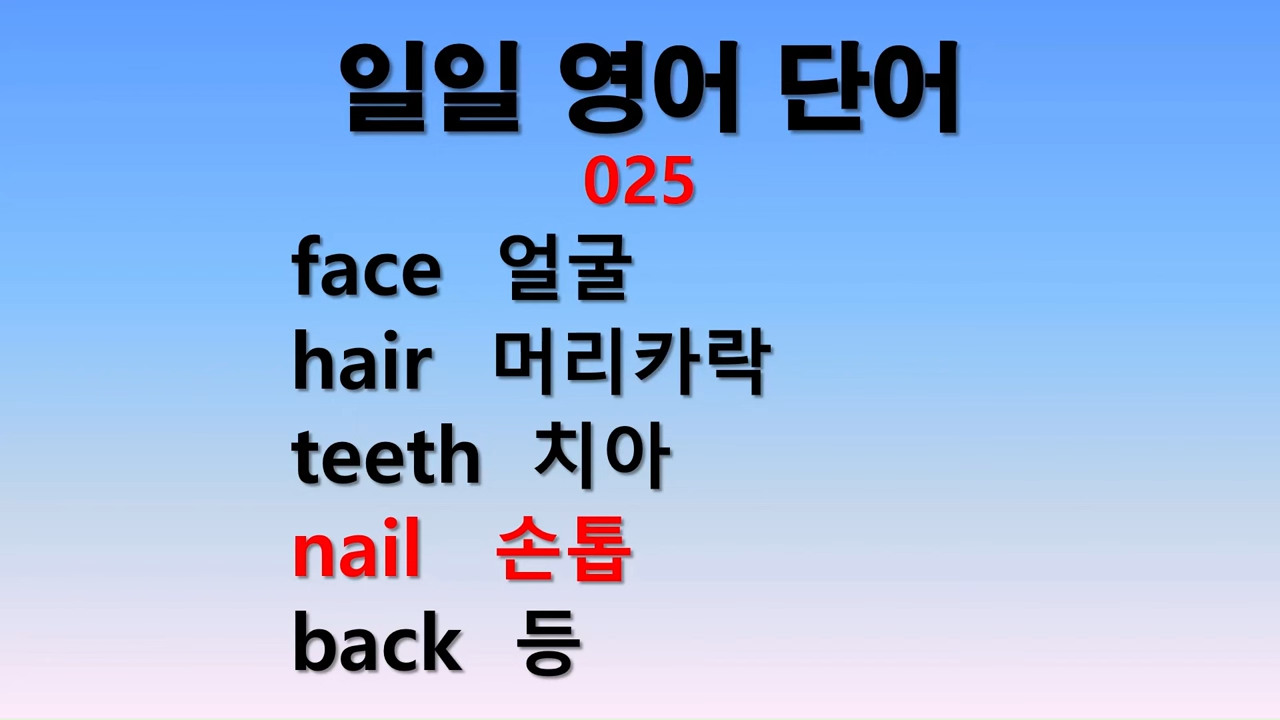 일일 영어 단어
025
face 얼굴
hair 머리카락
teeth 치아
nail 손톱
back 등